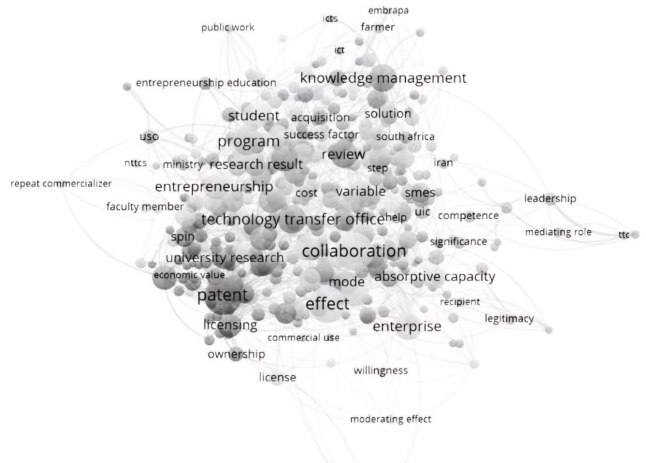 embrapa
icts
public work
farmer
ict
knowledge management
entrepreneurship education
solution
student
acquisition
success factor
south africa
uso
program
review
nttcs
ministry
research result
step
iran
repeat commercializer
entrepreneurship
cost
variable
smes
leadership
faculty member
technology transfer office
help
uic
competence
mediating role
ttc
spin
collaboration
significance
university research
economic value
mode
absorptive capacity
patent
effect
recipient
licensing
enterprise
legitimacy
commercial use
ownership
willingness
license
moderating effect